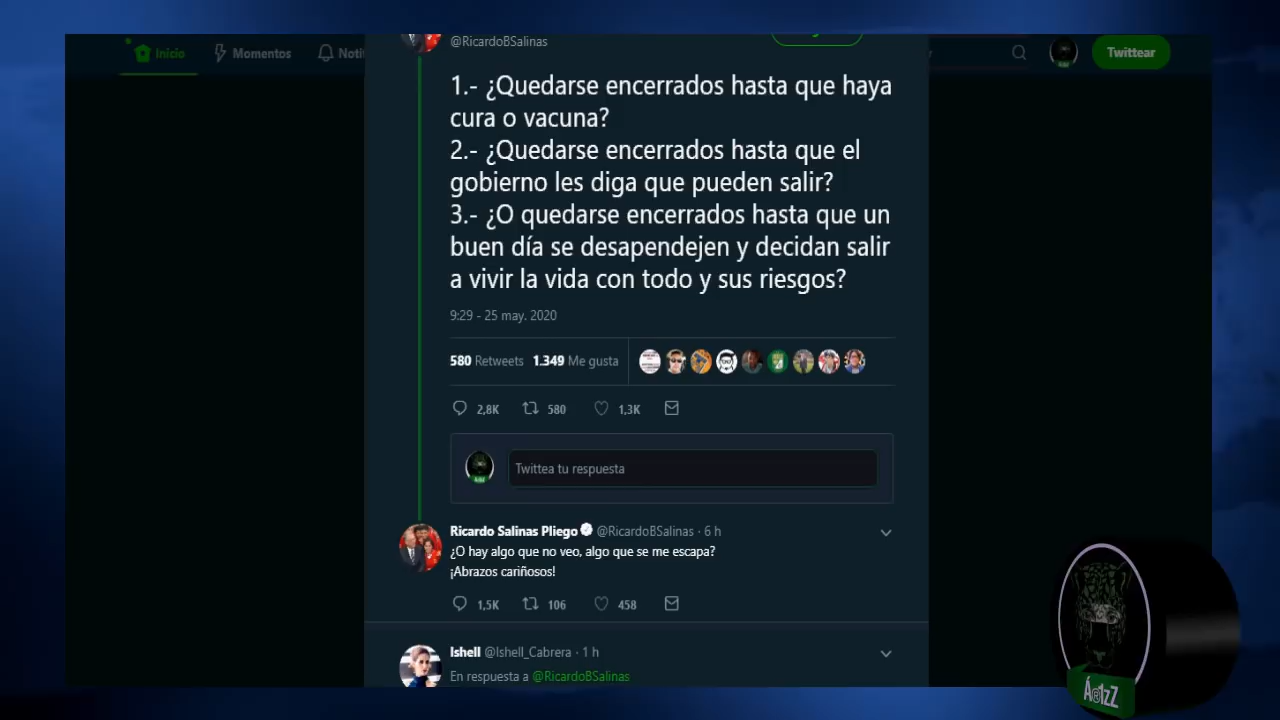 @RicardoBSalinas
Inicio
Momentos
Noti
Twittear
1.- ¿Quedarse encerrados hasta que haya
cura o vacuna?
2.- ¿Quedarse encerrados hasta que el
gobierno les diga que pueden salir?
3.- ¿O quedarse encerrados hasta que un
buen día se desapendejen y decidan salir
a vivir la vida con todo y sus riesgos?
9:29 - 25 may. 2020
580 Retweets 1.349 Me gusta
2,8K 580 1,3K
Twittea tu respuesta
Ricardo Salinas Pliego @RicardoBSalinas · 6 h
¿O hay algo que no veo, algo que se me escapa?
¡Abrazos cariñosos!
1,5K 106 458
Ishell @Ishell_Cabrera · 1 h
En respuesta a @RicardoBSalinas